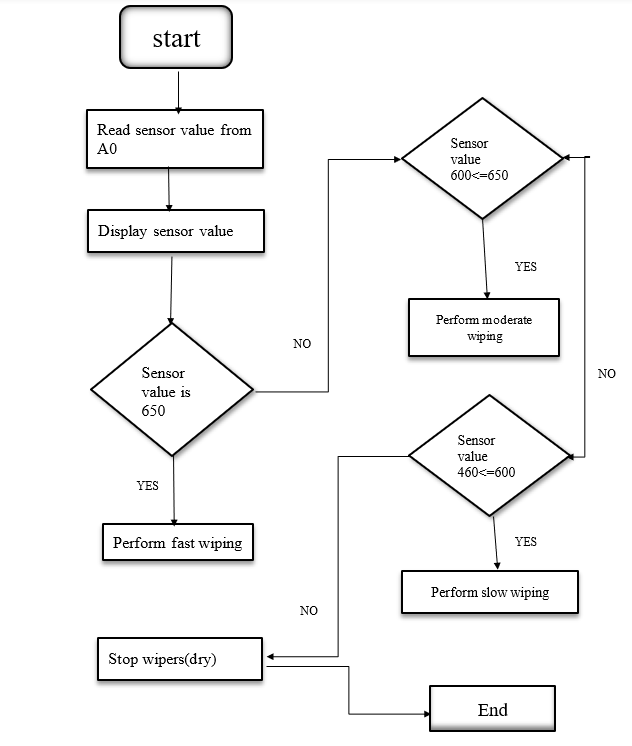 start
Read sensor value from
A0
Display sensor value
Sensor
value is
650
YES
Perform fast wiping
NO
Sensor
value
600<=650
YES
Perform moderate
wiping
NO
Sensor
value
460<=600
YES
Perform slow wiping
NO
Stop wipers(dry)
End